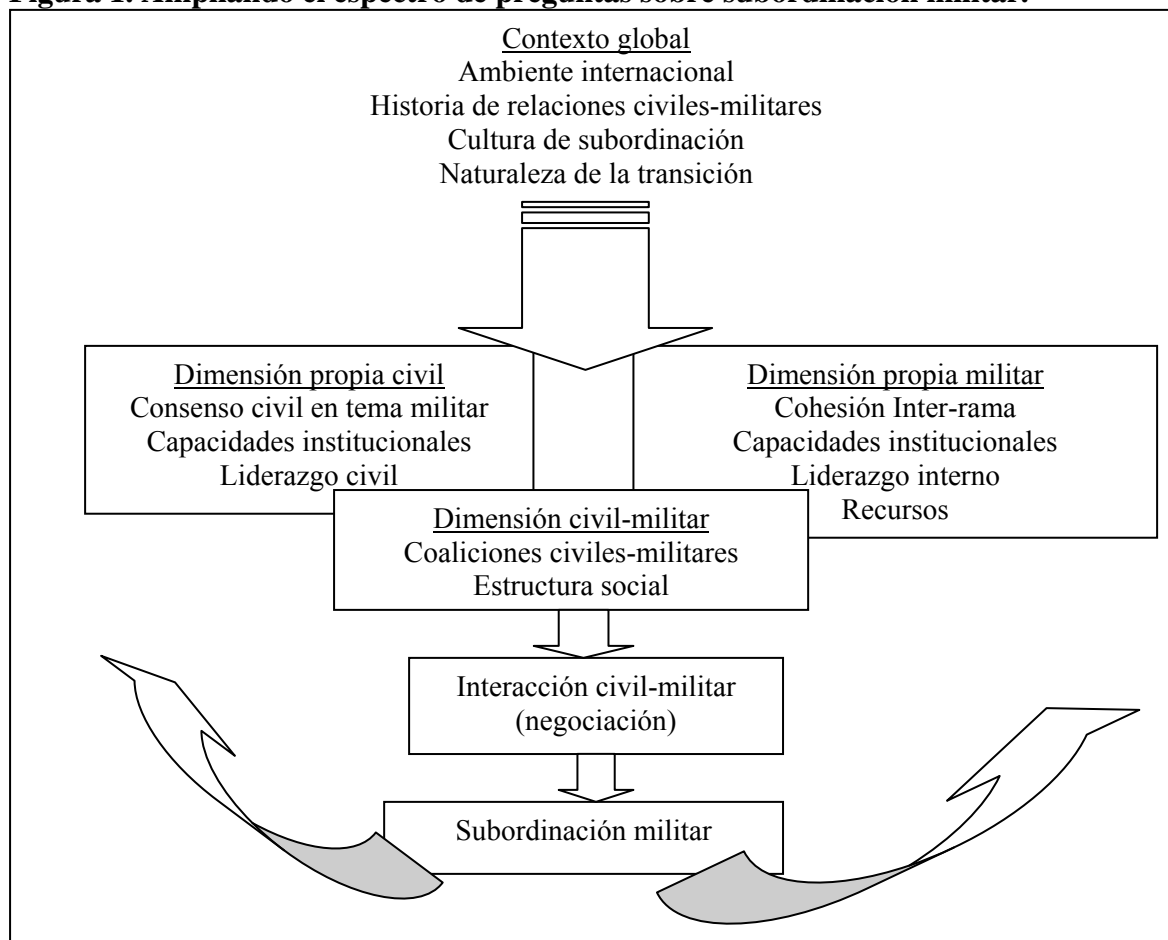 Figura 1. Ampliando el espectro de preguntas sobre subordinación militar.
Contexto global
Ambiente internacional
Historia de relaciones civiles-militares
Cultura de subordinación
Naturaleza de la transición
Dimensión propia civil
Consenso civil en tema militar
Capacidades institucionales
Liderazgo civil
Dimensión propia militar
Cohesión Inter-rama
Capacidades institucionales
Liderazgo interno
Recursos
Dimensión civil-militar
Coaliciones civiles-militares
Estructura social
Interacción civil-militar
(negociación)
Subordinación militar